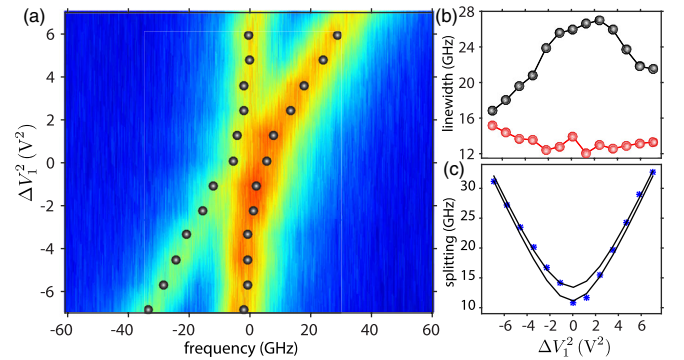 (a)
6
4
2
0
-2
-4
-6
ΔV₁² (V²)
-60 -40 -20 0 20 40 60
frequency (GHz)
(b)
28
24
20
16
12
linewidth (GHz)
(c)
30
25
20
15
10
splitting (GHz)
-6 -4 -2 0 2 4 6
ΔV₁² (V²)